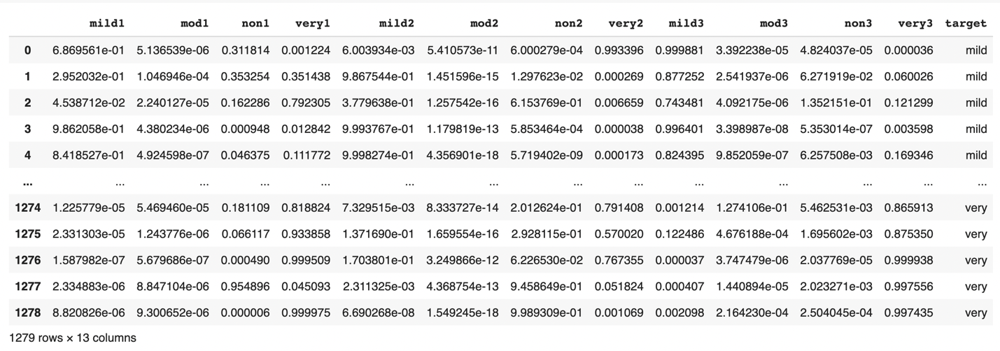 mild1 mod1 non1 very1 mild2 mod2 non2 very2 mild3 mod3 non3 very3 target
0 6.869561e-01 5.136539e-06 0.311814 0.001224 6.003934e-03 5.410573e-11 6.000279e-04 0.993396 0.999881 3.392238e-05 4.824037e-05 0.000036 mild
1 2.952032e-01 1.046946e-04 0.353254 0.351438 9.867544e-01 1.451596e-15 1.297623e-02 0.000269 0.877252 2.541937e-06 6.271919e-02 0.060026 mild
2 4.538712e-02 2.240127e-05 0.162286 0.792305 3.779638e-01 1.257542e-16 6.153769e-01 0.006659 0.743481 4.092175e-06 1.352151e-01 0.121299 mild
3 9.862058e-01 4.380234e-06 0.000948 0.012842 9.993767e-01 1.179819e-13 5.853464e-04 0.000038 0.996401 3.398987e-08 5.353014e-07 0.003598 mild
4 8.418527e-01 4.924598e-07 0.046375 0.111772 9.998274e-01 4.356901e-18 5.719402e-09 0.000173 0.824395 9.852059e-07 6.257508e-03 0.169346 mild
... ... ... ... ... ... ... ... ... ... ... ... ... ...
1274 1.225779e-05 5.469460e-05 0.181109 0.818824 7.329515e-03 8.333727e-14 2.012624e-01 0.791408 0.001214 1.274106e-01 5.462531e-03 0.865913 very
1275 2.331303e-05 1.243776e-06 0.066117 0.933858 1.371690e-01 1.659554e-16 2.928115e-01 0.570020 0.122486 4.676188e-04 1.695602e-03 0.875350 very
1276 1.587982e-07 5.679686e-07 0.000490 0.999509 1.703801e-01 3.249866e-12 6.226530e-02 0.767355 0.000037 3.747479e-06 2.037769e-05 0.999938 very
1277 2.334883e-06 8.847104e-06 0.954896 0.045093 2.311325e-03 4.368754e-13 9.458649e-01 0.051824 0.000407 1.440894e-05 2.023271e-03 0.997556 very
1278 8.820826e-06 9.300652e-06 0.000006 0.999975 6.690268e-08 1.549245e-18 9.989309e-01 0.001069 0.002098 2.164230e-04 2.504045e-04 0.997435 very
1279 rows × 13 columns